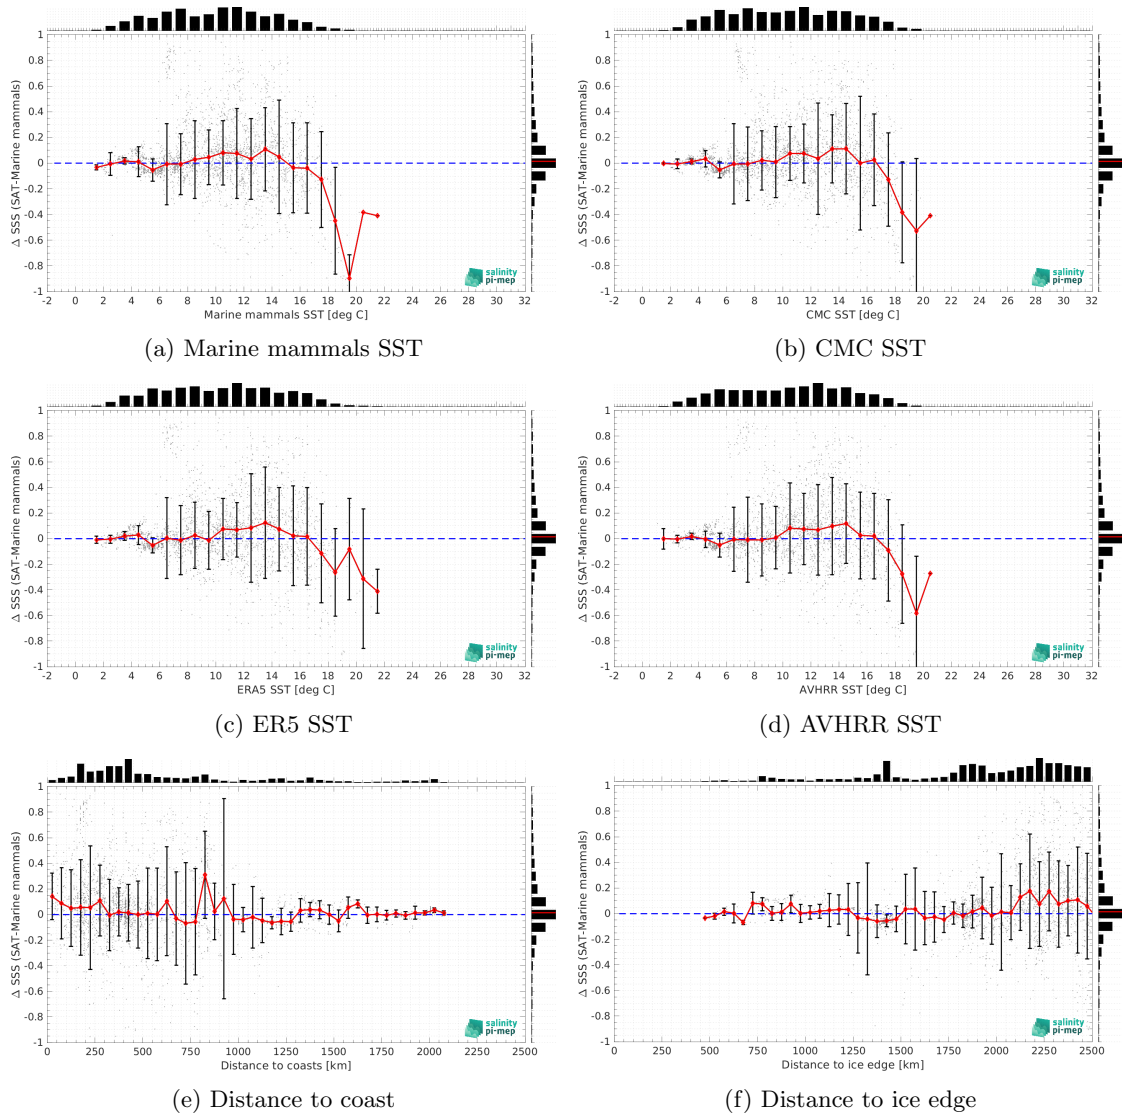 Δ SSS (SAT-Marine mammals)
1
0.8
0.6
0.4
0.2
0
-0.2
-0.4
-0.6
-0.8
-1
salinity
pi-mep
-2 0 2 4 6 8 10 12 14 16 18 20 22 24 26 28 30 32
Marine mammals SST [deg C]
(a) Marine mammals SST
Δ SSS (SAT-Marine mammals)
1
0.8
0.6
0.4
0.2
0
-0.2
-0.4
-0.6
-0.8
-1
salinity
pi-mep
-2 0 2 4 6 8 10 12 14 16 18 20 22 24 26 28 30 32
CMC SST [deg C]
(b) CMC SST
Δ SSS (SAT-Marine mammals)
1
0.8
0.6
0.4
0.2
0
-0.2
-0.4
-0.6
-0.8
-1
salinity
pi-mep
-2 0 2 4 6 8 10 12 14 16 18 20 22 24 26 28 30 32
ERA5 SST [deg C]
(c) ER5 SST
Δ SSS (SAT-Marine mammals)
1
0.8
0.6
0.4
0.2
0
-0.2
-0.4
-0.6
-0.8
-1
salinity
pi-mep
-2 0 2 4 6 8 10 12 14 16 18 20 22 24 26 28 30 32
AVHRR SST [deg C]
(d) AVHRR SST
Δ SSS (SAT-Marine mammals)
1
0.8
0.6
0.4
0.2
0
-0.2
-0.4
-0.6
-0.8
-1
salinity
pi-mep
0 250 500 750 1000 1250 1500 1750 2000 2250 2500
Distance to coasts [km]
(e) Distance to coast
Δ SSS (SAT-Marine mammals)
1
0.8
0.6
0.4
0.2
0
-0.2
-0.4
-0.6
-0.8
-1
salinity
pi-mep
0 250 500 750 1000 1250 1500 1750 2000 2250 2500
Distance to ice edge [km]
(f) Distance to ice edge